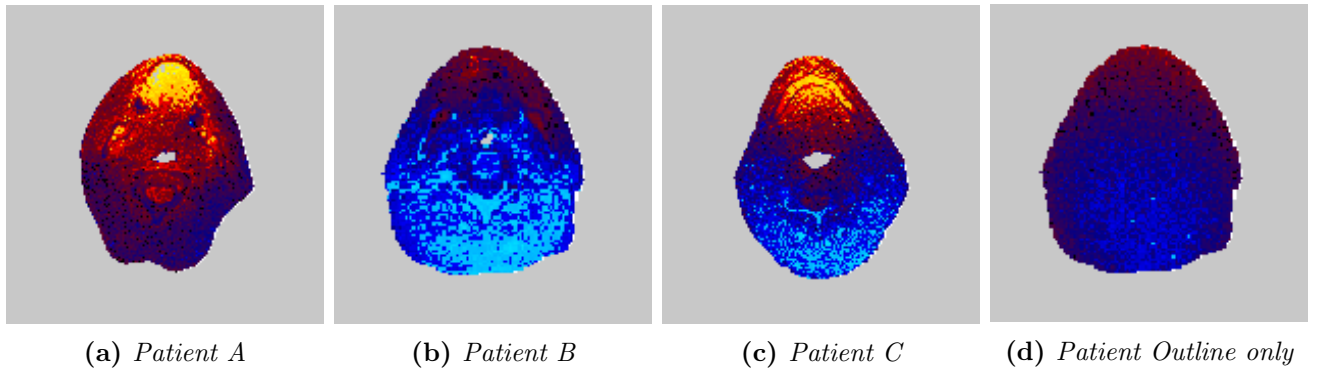 (a) Patient A
(b) Patient B
(c) Patient C
(d) Patient Outline only